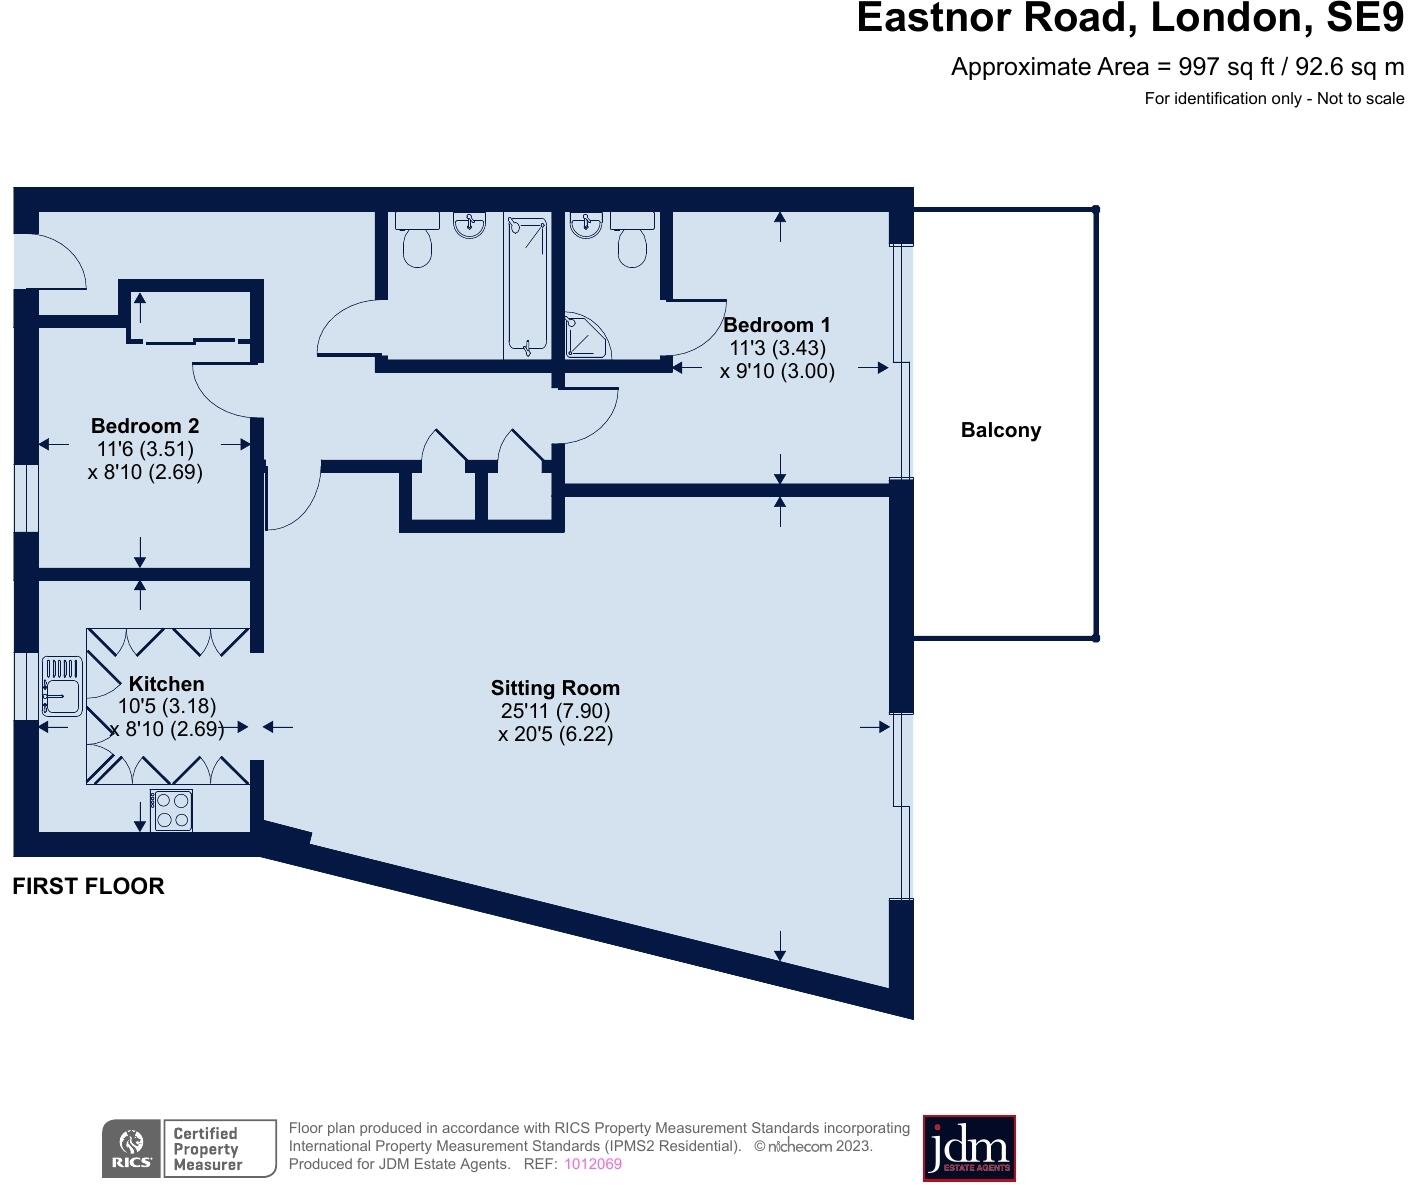 Eastnor Road, London, SE9
Approximate Area = 997 sq ft / 92.6 sq m
For identification only - Not to scale
Bedroom 1
11'3 (3.43)
x 9'10 (3.00)
Bedroom 2
11'6 (3.51)
x 8'10 (2.69)
Balcony
Kitchen
10'5 (3.18)
x 8'10 (2.69)
Sitting Room
25'11 (7.90)
x 20'5 (6.22)
FIRST FLOOR
RICS
Certified
Property
Measurer
Floor plan produced in accordance with RICS Property Measurement Standards incorporating
International Property Measurement Standards (IPMS2 Residential). © nichecom 2023.
Produced for JDM Estate Agents. REF: 1012069
jdm
ESTATE AGENTS